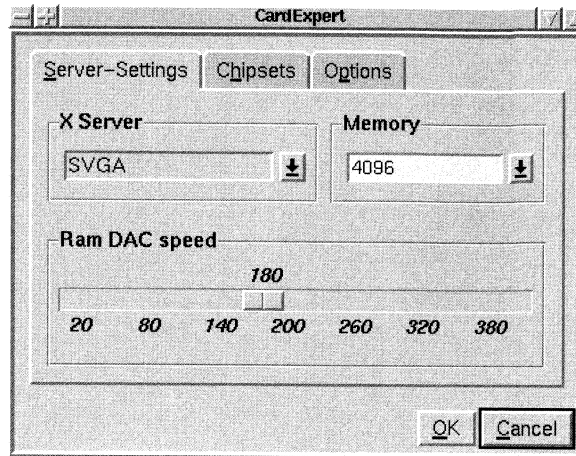 CardExpert
Server-Settings Chipsets Options
X Server Memory
SVGA 4096
Ram DAC speed
180
20 80 140 200 260 320 380
OK Cancel